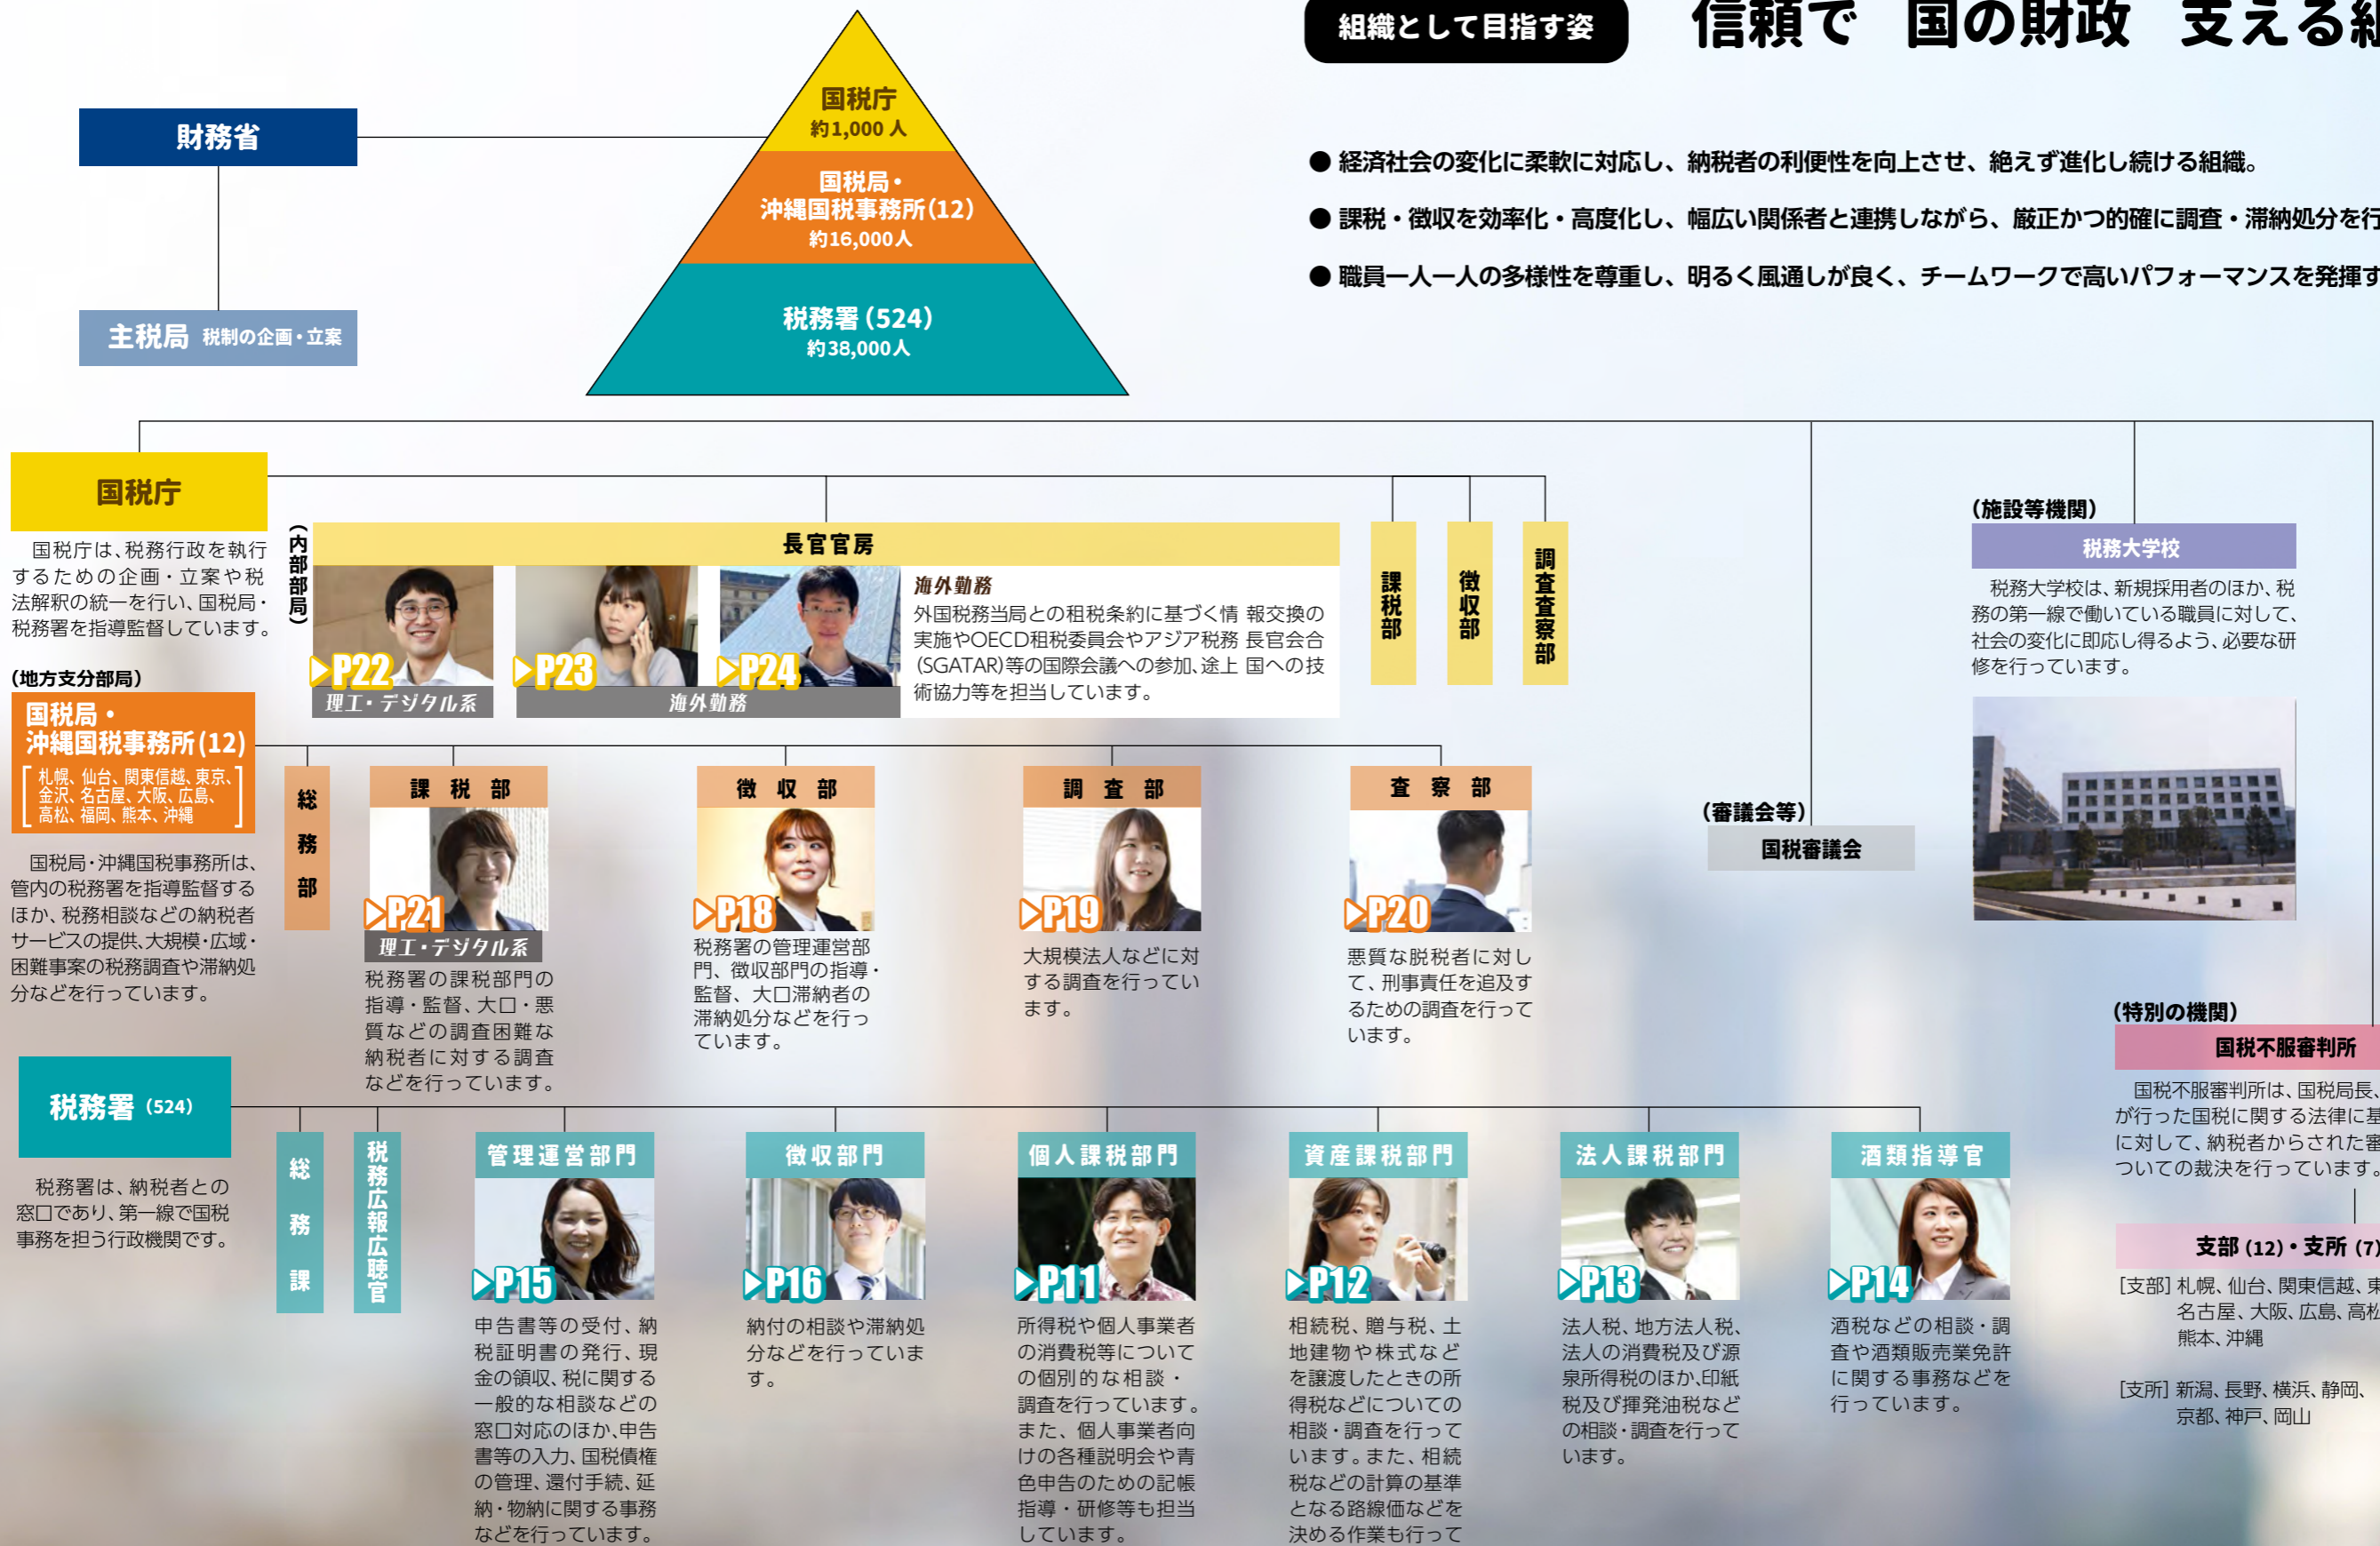 組織として目指す姿
信頼で 国の財政 支える
国税庁
約1,000 人
国税局・
沖縄国税事務所(12)
約16,000人
税務署(524)
約38,000人
財務省
主税局 税制の企画・立案
● 経済社会の変化に柔軟に対応し、納税者の利便性を向上させ、絶えず進化し続ける組織。
● 課税・徴収を効率化・高度化し、幅広い関係者と連携しながら、厳正かつ的確に調査・滞納処分を行
● 職員一人一人の多様性を尊重し、明るく風通しが良く、チームワークで高いパフォーマンスを発揮す
国税庁
国税庁は、税務行政を執行
するための企画・立案や税
法解釈の統一を行い、国税局・
税務署を指導監督しています。
(内部部局)
長官官房
▶P22
理工・デジタル系
▶P23
▶P24
海外勤務
海外勤務
外国税務当局との租税条約に基づく情 報交換の
実施やOECD租税委員会やアジア税務 長官会合
(SGATAR)等の国際会議への参加、途上 国への技
術協力等を担当しています。
課税部
徴収部
調査査察部
(地方支分部局)
国税局・
沖縄国税事務所(12)
札幌、仙台、関東信越、東京、
金沢、名古屋、大阪、広島、
高松、福岡、熊本、沖縄
国税局・沖縄国税事務所は、
管内の税務署を指導監督する
ほか、税務相談などの納税者
サービスの提供、大規模・広域・
困難事案の税務調査や滞納処
分などを行っています。
総務部
課税部
▶P21
理工・デジタル系
税務署の課税部門の
指導・監督、大口・悪
質などの調査困難な
納税者に対する調査
などを行っています。
徴収部
▶P18
税務署の管理運営部
門、徴収部門の指導・
監督、大口滞納者の
滞納処分などを行っ
ています。
調査部
▶P19
大規模法人などに対
する調査を行ってい
ます。
査察部
▶P20
悪質な脱税者に対し
て、刑事責任を追及す
るための調査を行って
います。
税務署(524)
税務署は、納税者との
窓口であり、第一線で国税
事務を担う行政機関です。
総務課
税務広報広聴官
管理運営部門
▶P15
申告書等の受付、納
税証明書の発行、現
金の領収、税に関する
一般的な相談などの
窓口対応のほか、申告
書等の入力、国税債権
の管理、還付手続、延
納・物納に関する事務
などを行っています。
徴収部門
▶P16
納付の相談や滞納処
分などを行っていま
す。
個人課税部門
▶P11
所得税や個人事業者
の消費税等について
の個別的な相談・
調査を行っています。
また、個人事業者向
けの各種説明会や青
色申告のための記帳
指導・研修等も担当
しています。
資産課税部門
▶P12
相続税、贈与税、土
地建物や株式など
を譲渡したときの所
得税などについての
相談・調査を行って
います。また、相続
税などの計算の基準
となる路線価などを
決める作業も行って
法人課税部門
▶P13
法人税、地方法人税、
法人の消費税及び源
泉所得税のほか、印紙
税及び揮発油税など
の相談・調査を行って
います。
酒類指導官
▶P14
酒税などの相談・調
査や酒類販売業免許
に関する事務などを
行っています。
(審議会等)
国税審議会
(施設等機関)
税務大学校
税務大学校は、新規採用者のほか、税
務の第一線で働いている職員に対して、
社会の変化に即応し得るよう、必要な研
修を行っています。
(特別の機関)
国税不服審判所
国税不服審判所は、国税局長、
が行った国税に関する法律に基
に対して、納税者からされた審
ついての裁決を行っています。
支部(12)・支所(7)
[支部] 札幌、仙台、関東信越、東
名古屋、大阪、広島、高松
熊本、沖縄
[支所] 新潟、長野、横浜、静岡、
京都、神戸、岡山